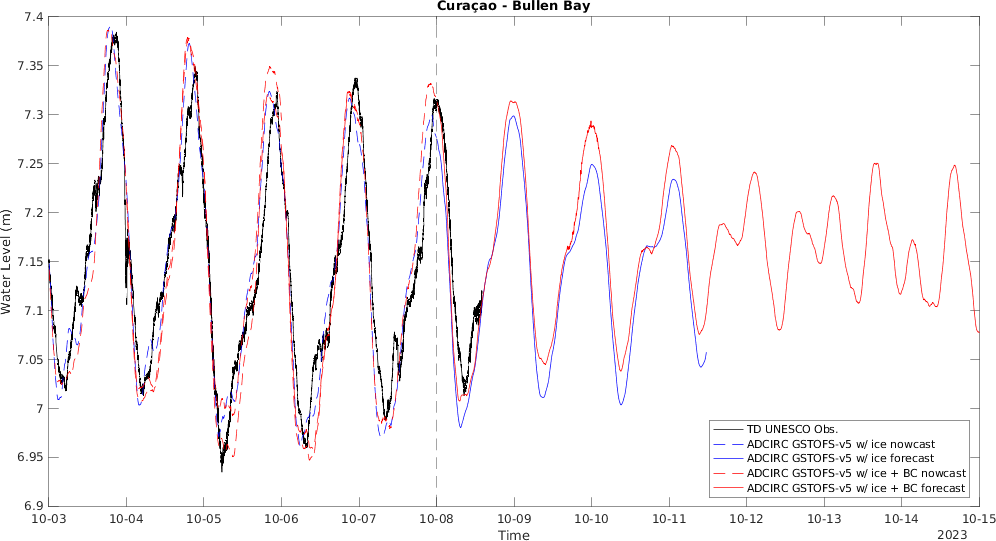 Curaçao - Bullen Bay
7.4
7.35
7.3
7.25
7.2
7.15
7.1
7.05
7
6.95
6.9
Water Level (m)
TD UNESCO Obs.
ADCIRC GSTOFS-v5 w/ ice nowcast
ADCIRC GSTOFS-v5 w/ ice forecast
ADCIRC GSTOFS-v5 w/ ice + BC nowcast
ADCIRC GSTOFS-v5 w/ ice + BC forecast
10-03 10-04 10-05 10-06 10-07 10-08 10-09 10-10 10-11 10-12 10-13 10-14 10-15
Time
2023